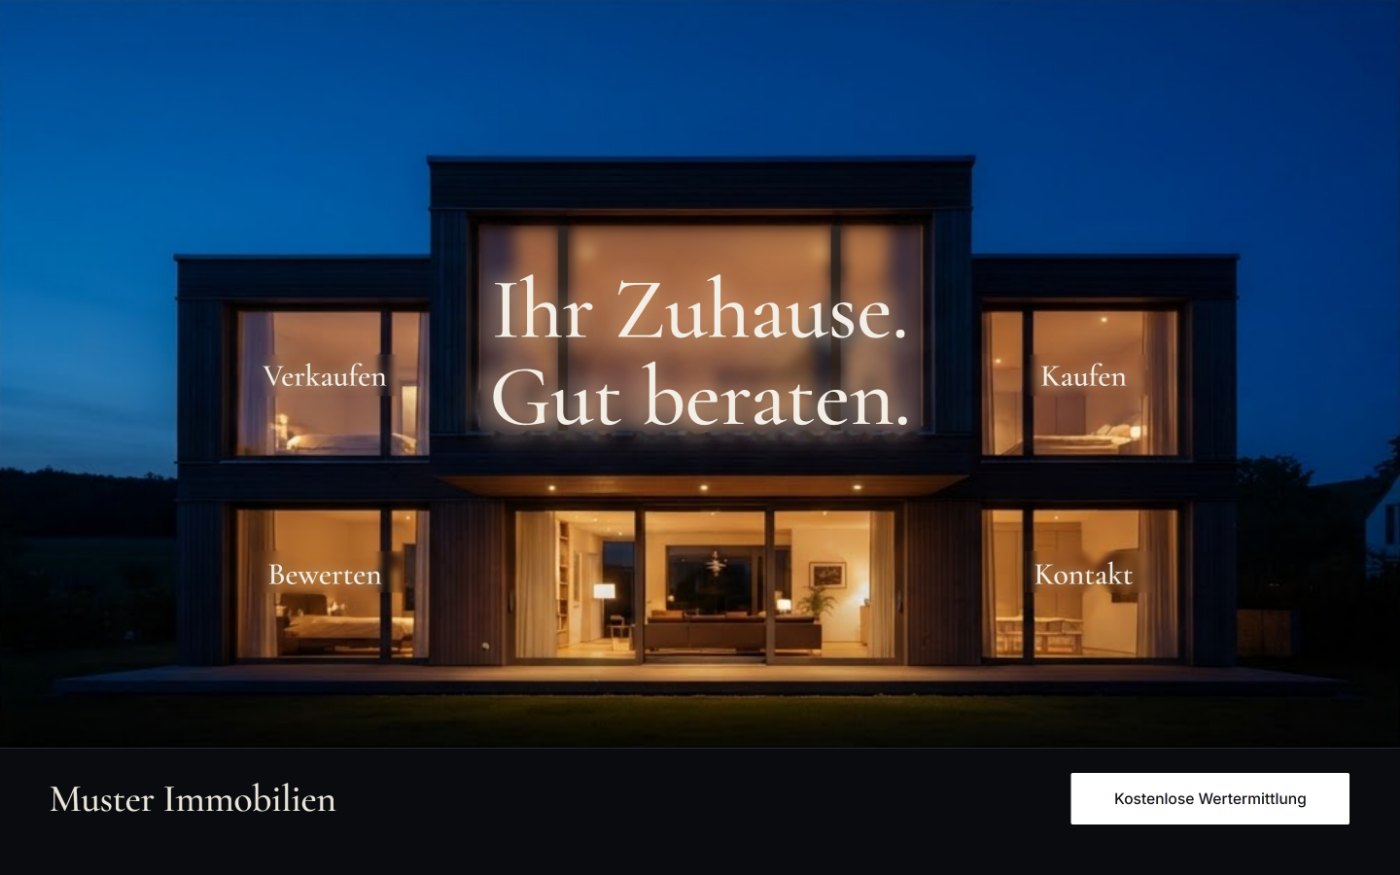 Ihr Zuhause.
Gut beraten.
Verkaufen
Kaufen
Bewerten
Kontakt
Muster Immobilien
Kostenlose Wertermittlung